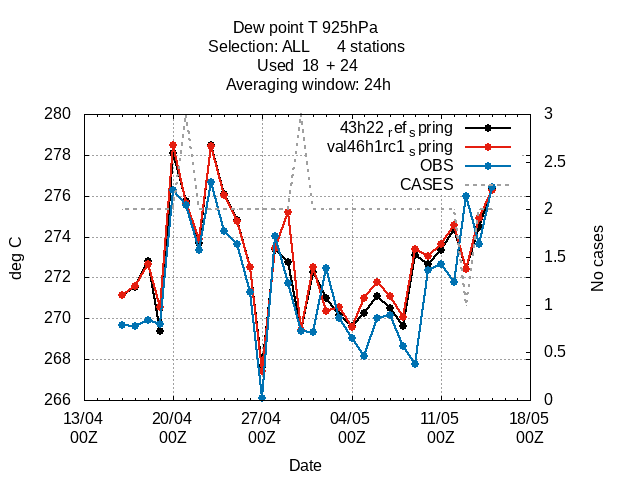 Dew point T 925hPa
Selection: ALL 4 stations
Used 18 + 24
Averaging window: 24h
43h22refspring
val46h1rc1spring
OBS
CASES
280
278
276
274
272
270
268
266
deg C
3
2.5
2
1.5
1
0.5
0
No cases
13/04 20/04 27/04 04/05 11/05 18/05
00Z 00Z 00Z 00Z 00Z 00Z
Date